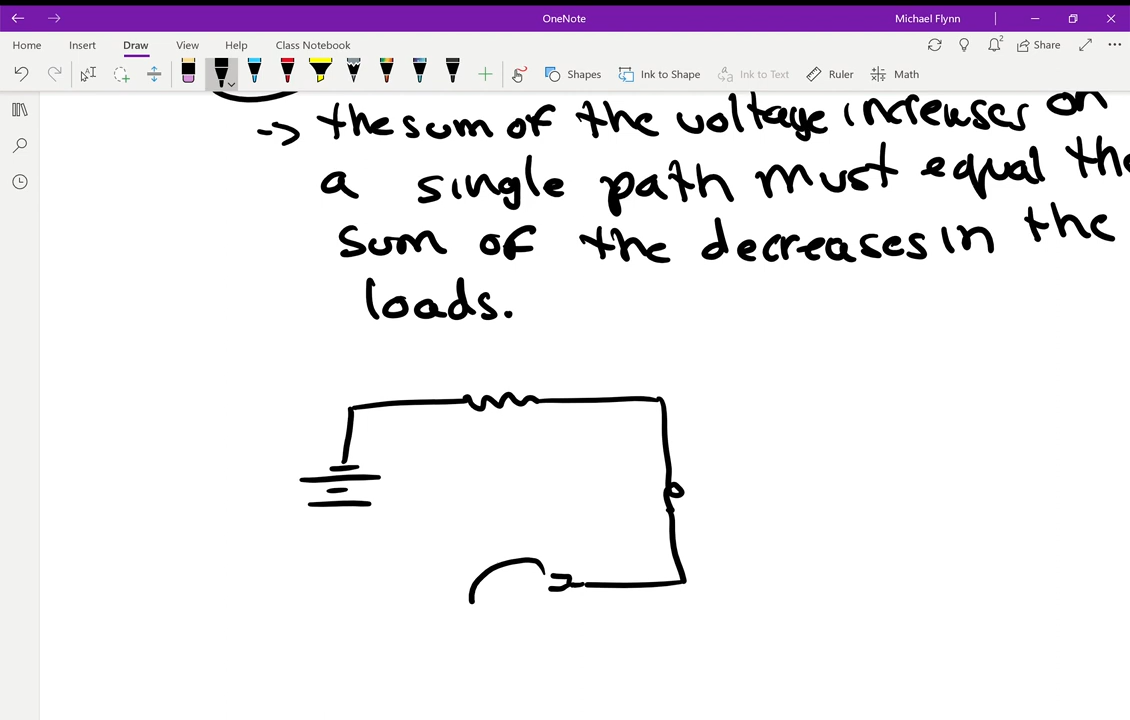 OneNote
Michael Flynn
Home Insert Draw View Help Class Notebook
2 Share
Shapes Ink to Shape Ink to Text Ruler Math
-> the sum of the voltage increases on
a single path must equal the
sum of the decreases in the
loads.